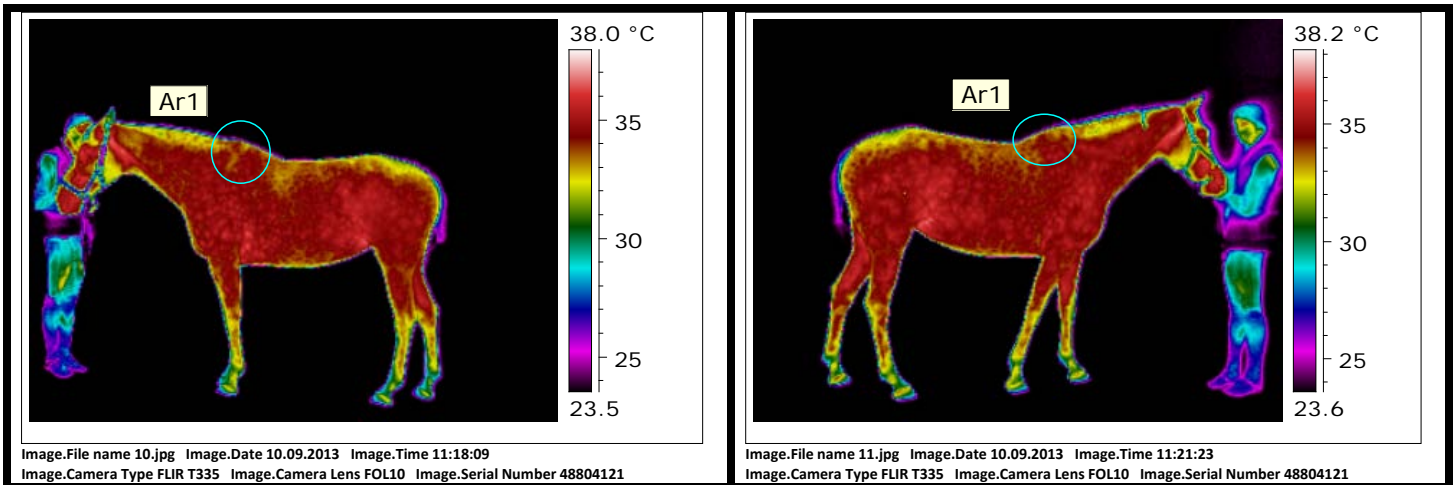 38.0 °C
Ar1
35
30
25
23.5
Image.File name 10.jpg Image.Date 10.09.2013 Image.Time 11:18:09
Image.Camera Type FLIR T335 Image.Camera Lens FOL10 Image.Serial Number 48804121
38.2 °C
Ar1
35
30
25
23.6
Image.File name 11.jpg Image.Date 10.09.2013 Image.Time 11:21:23
Image.Camera Type FLIR T335 Image.Camera Lens FOL10 Image.Serial Number 48804121